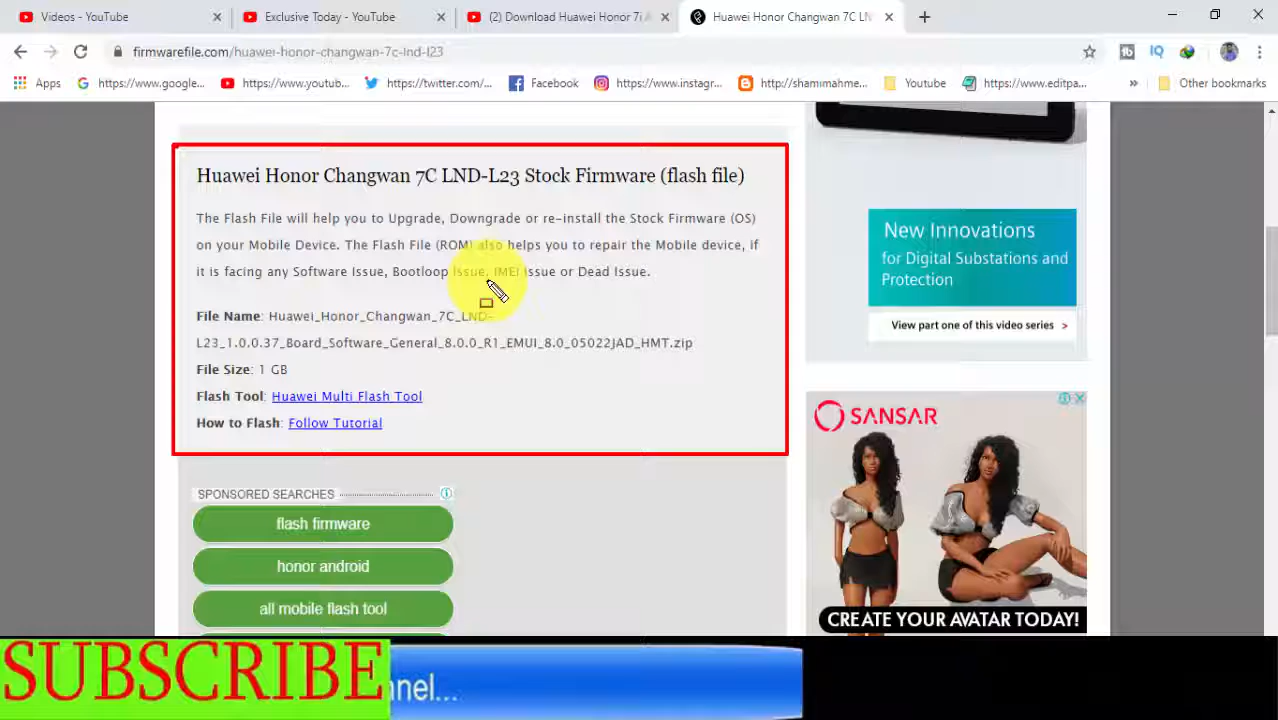 Videos - YouTube
Exclusive Today - YouTube
(2) Download Huawei Honor 7i A
Huawei Honor Changwan 7C LN
firmwarefile.com/huawei-honor-changwan-7c-lnd-l23
Apps
https://www.google...
https://www.youtub...
https://twitter.com/...
Facebook
https://www.instagr...
http://shamimahme...
Youtube
https://www.editpa...
Other bookmarks
Huawei Honor Changwan 7C LND-L23 Stock Firmware (flash file)
The Flash File will help you to Upgrade, Downgrade or re-install the Stock Firmware (OS)
on your Mobile Device. The Flash File (ROM) also helps you to repair the Mobile device, if
it is facing any Software Issue, Bootloop Issue, IMEI Issue or Dead Issue.
File Name: Huawei_Honor_Changwan_7C_LND-
L23_1.0.0.37_Board_Software_General_8.0.0_R1_EMUI_8.0_05022JAD_HMT.zip
File Size: 1 GB
Flash Tool: Huawei Multi Flash Tool
How to Flash: Follow Tutorial
SPONSORED SEARCHES
flash firmware
honor android
all mobile flash tool
New Innovations
for Digital Substations and
Protection
View part one of this video series >
SANSAR
CREATE YOUR AVATAR TODAY!
SUBSCRIBE
nnel...